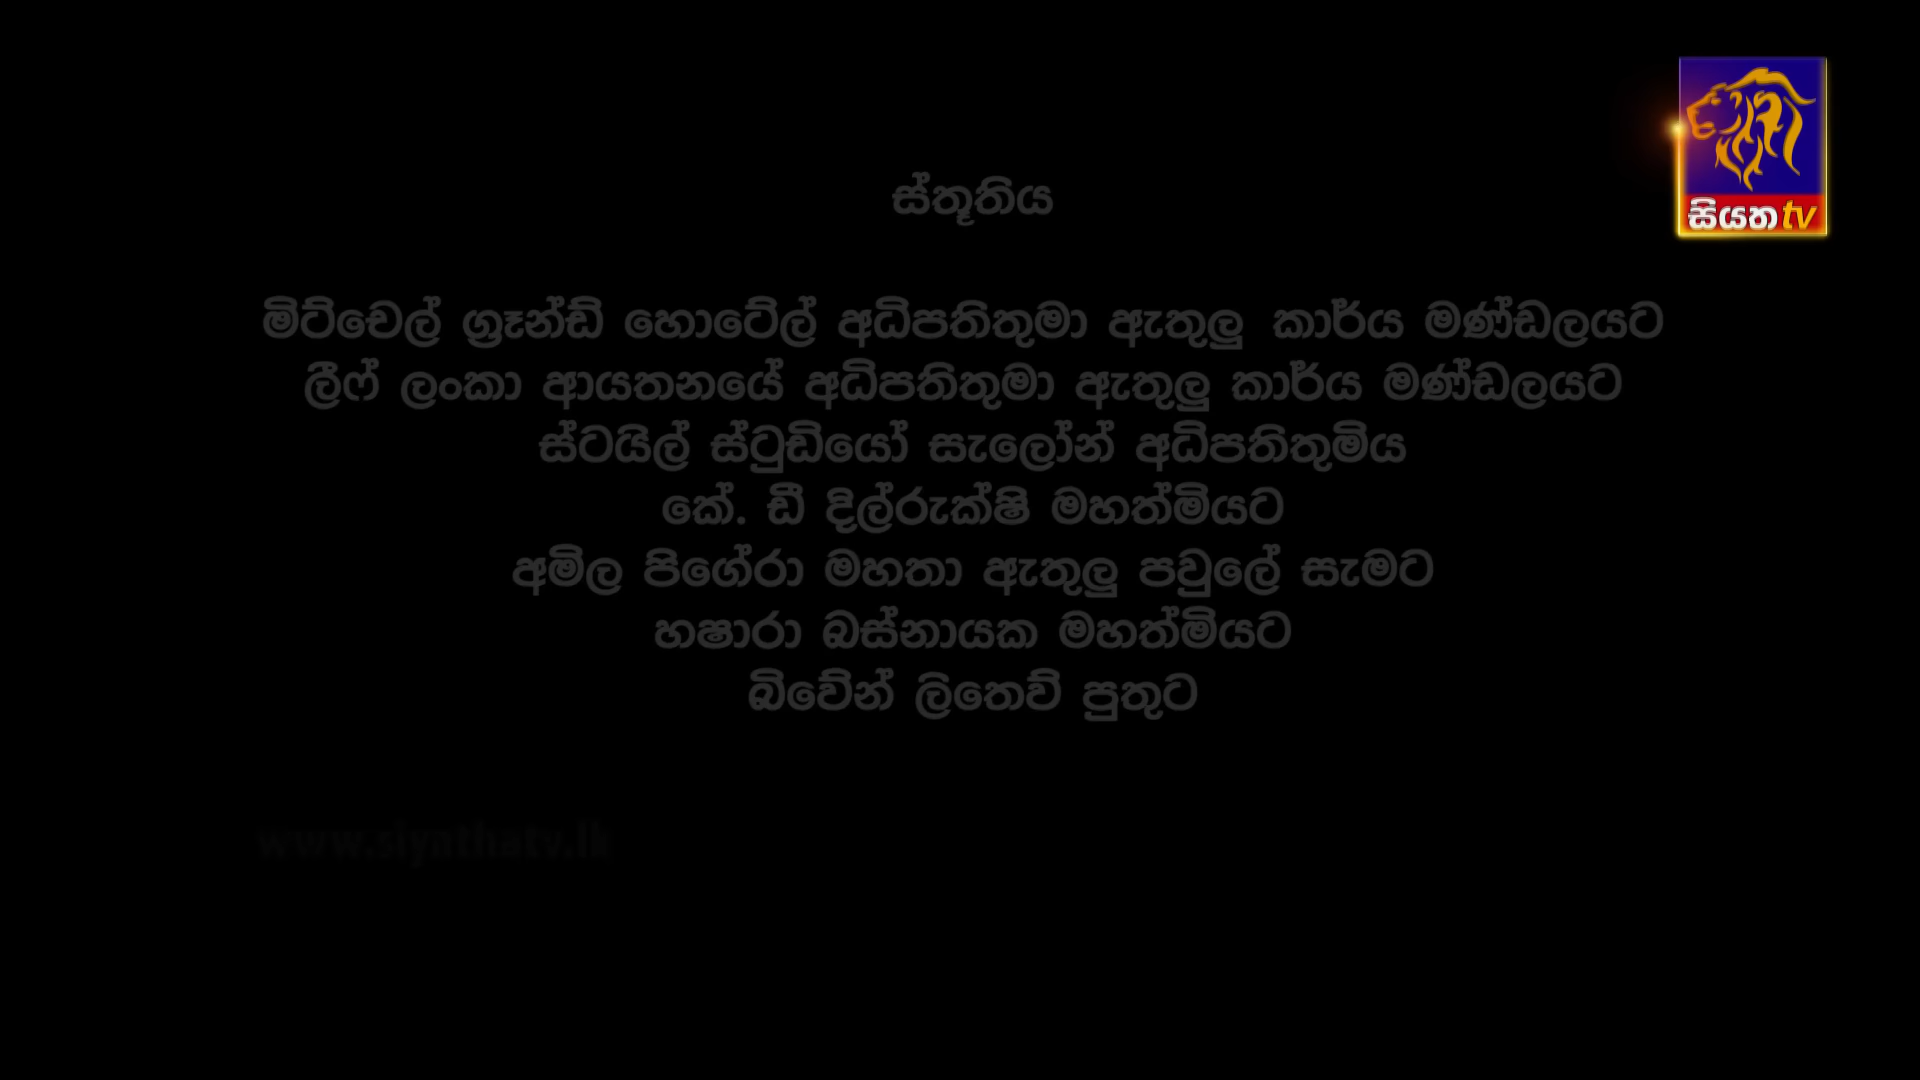 සියත tv
ස්තූතිය
මිට්චෙල් ග්‍රෑන්ඩ් හොටේල් අධිපතිතුමා ඇතුලු කාර්ය මණ්ඩලයට
ලීෆ් ලංකා ආයතනයේ අධිපතිතුමා ඇතුලු කාර්ය මණ්ඩලයට
ස්ටයිල් ස්ටුඩියෝ සැලෝන් අධිපතිතුමිය
කේ. ඩී දිල්රුක්ෂි මහත්මියට
අමිල පිගේරා මහතා ඇතුලු පවුලේ සැමට
හෂාරා බස්නායක මහත්මියට
බිවේන් ලිතෙව් පුතුට
www.siyathatv.lk